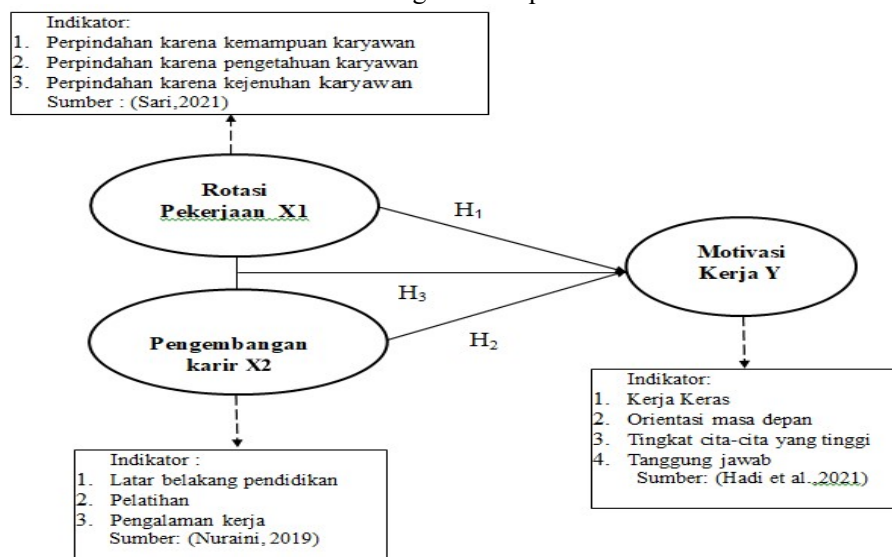 Indikator:
1. Perpindahan karena kemampuan karyawan
2. Perpindahan karena pengetahuan karyawan
3. Perpindahan karena kejenuhan karyawan
Sumber : (Sari,2021)
Rotasi
Pekerjaan X1
H1
Motivasi
Kerja Y
H3
Pengembangan
karir X2
H2
Indikator :
1. Latar belakang pendidikan
2. Pelatihan
3. Pengalaman kerja
Sumber: (Nuraini, 2019)
Indikator:
1. Kerja Keras
2. Orientasi masa depan
3. Tingkat cita-cita yang tinggi
4. Tanggung jawab
Sumber: (Hadi et al.,2021)